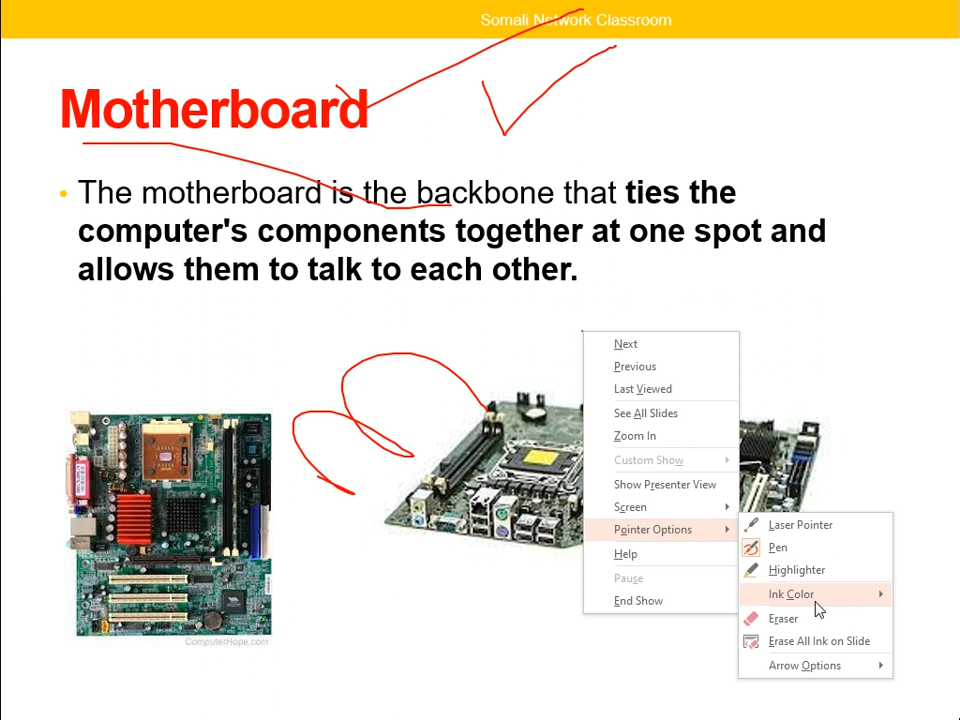 Somali Network Classroom
Motherboard
• The motherboard is the backbone that ties the
computer's components together at one spot and
allows them to talk to each other.
ComputerHope.com
Next
Previous
Last Viewed
See All Slides
Zoom In
Custom Show
Show Presenter View
Screen
Pointer Options
Help
Pause
End Show
Laser Pointer
Pen
Highlighter
Ink Color
Eraser
Erase All Ink on Slide
Arrow Options